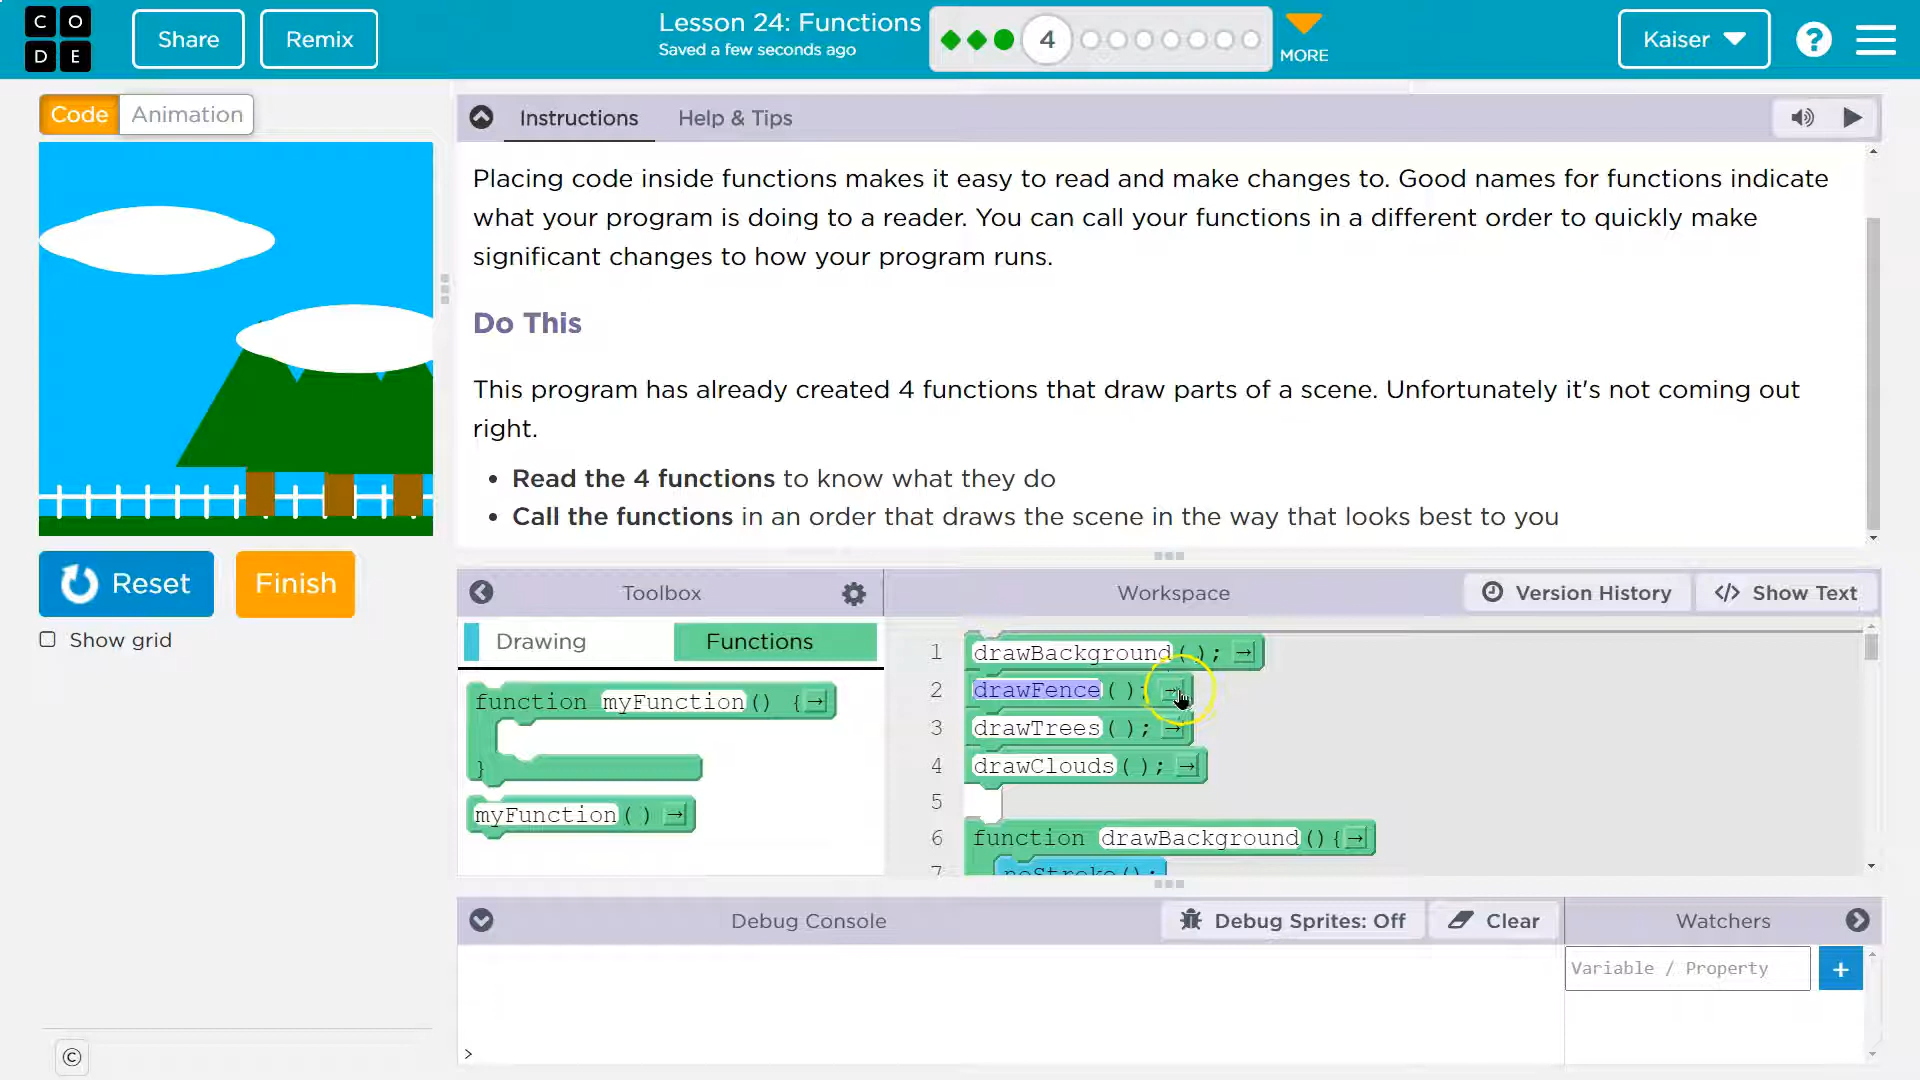 C O
D E
Share
Remix
Lesson 24: Functions
Saved a few seconds ago
4
MORE
Kaiser
?
Code
Animation
Instructions
Help & Tips
Placing code inside functions makes it easy to read and make changes to. Good names for functions indicate
what your program is doing to a reader. You can call your functions in a different order to quickly make
significant changes to how your program runs.
Do This
This program has already created 4 functions that draw parts of a scene. Unfortunately it's not coming out
right.
• Read the 4 functions to know what they do
• Call the functions in an order that draws the scene in the way that looks best to you
Reset
Finish
Show grid
Toolbox
Workspace
Version History
</> Show Text
Drawing
Functions
function myFunction() {→
}
myFunction()→
1 drawBackground();→
2 drawFence();→
3 drawTrees();→
4 drawClouds();→
5
6 function drawBackground(){→
7 noStroke();
Debug Console
Debug Sprites: Off
Clear
Watchers
Variable / Property
+
>
©